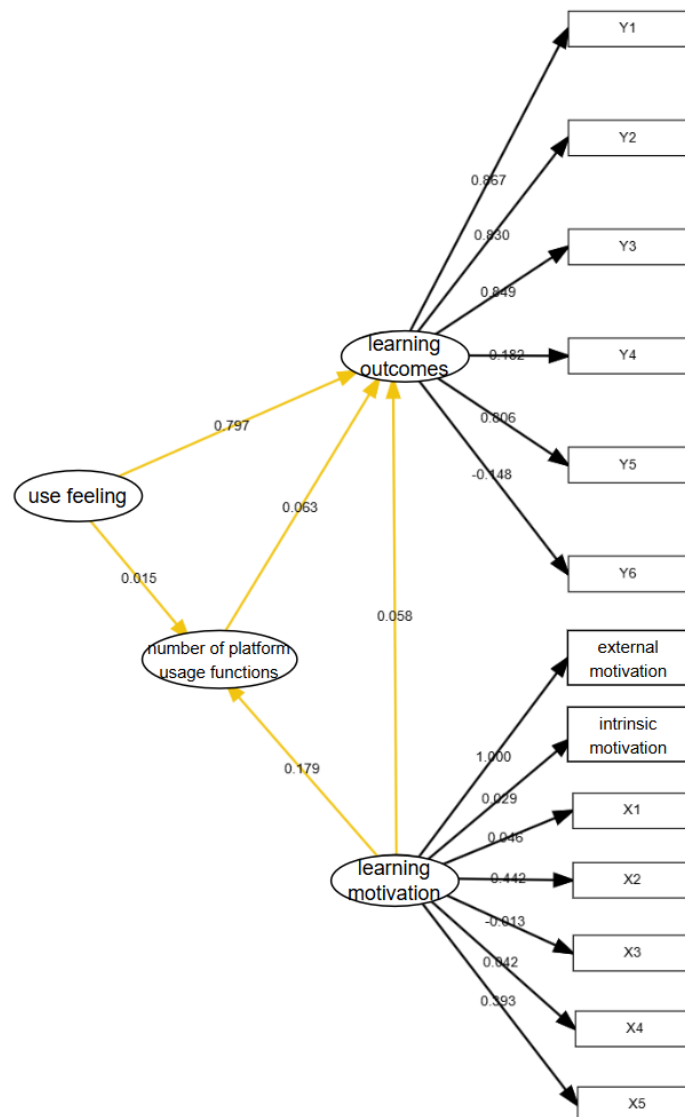 Y1
Y2
0.867
0.830
Y3
0.849
learning
outcomes
0.182
Y4
0.797
0.806
Y5
-0.148
use feeling
0.063
0.015
Y6
0.058
number of platform
usage functions
external
motivation
intrinsic
motivation
1.000
0.179
0.029
X1
0.046
learning
motivation
0.442
X2
-0.013
X3
0.042
0.393
X4
X5